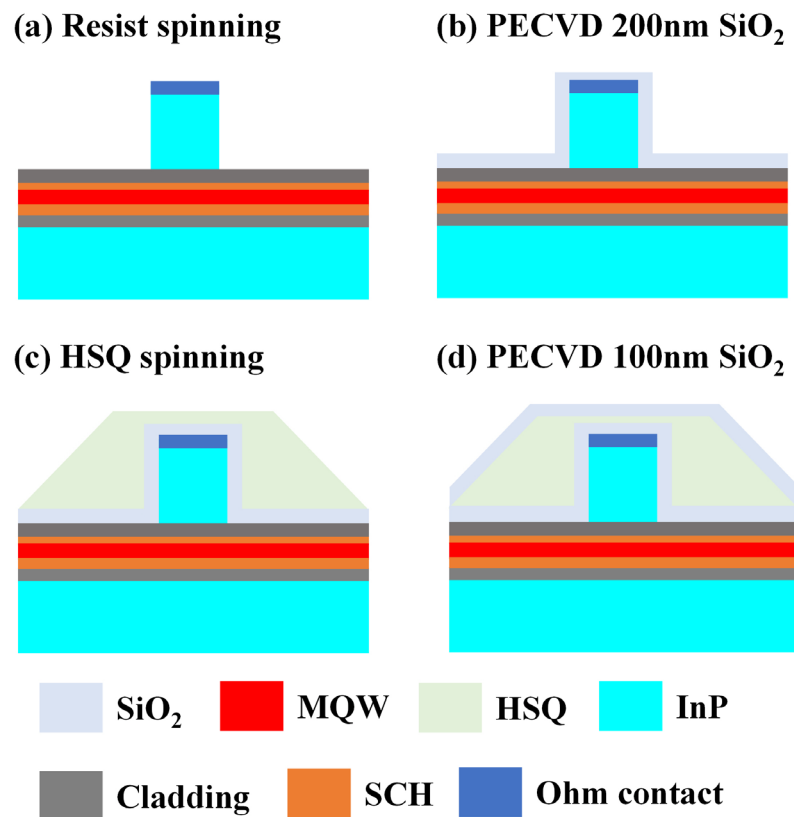 (a) Resist spinning
(b) PECVD 200nm SiO₂
(c) HSQ spinning
(d) PECVD 100nm SiO₂
SiO₂
MQW
HSQ
InP
Cladding
SCH
Ohm contact